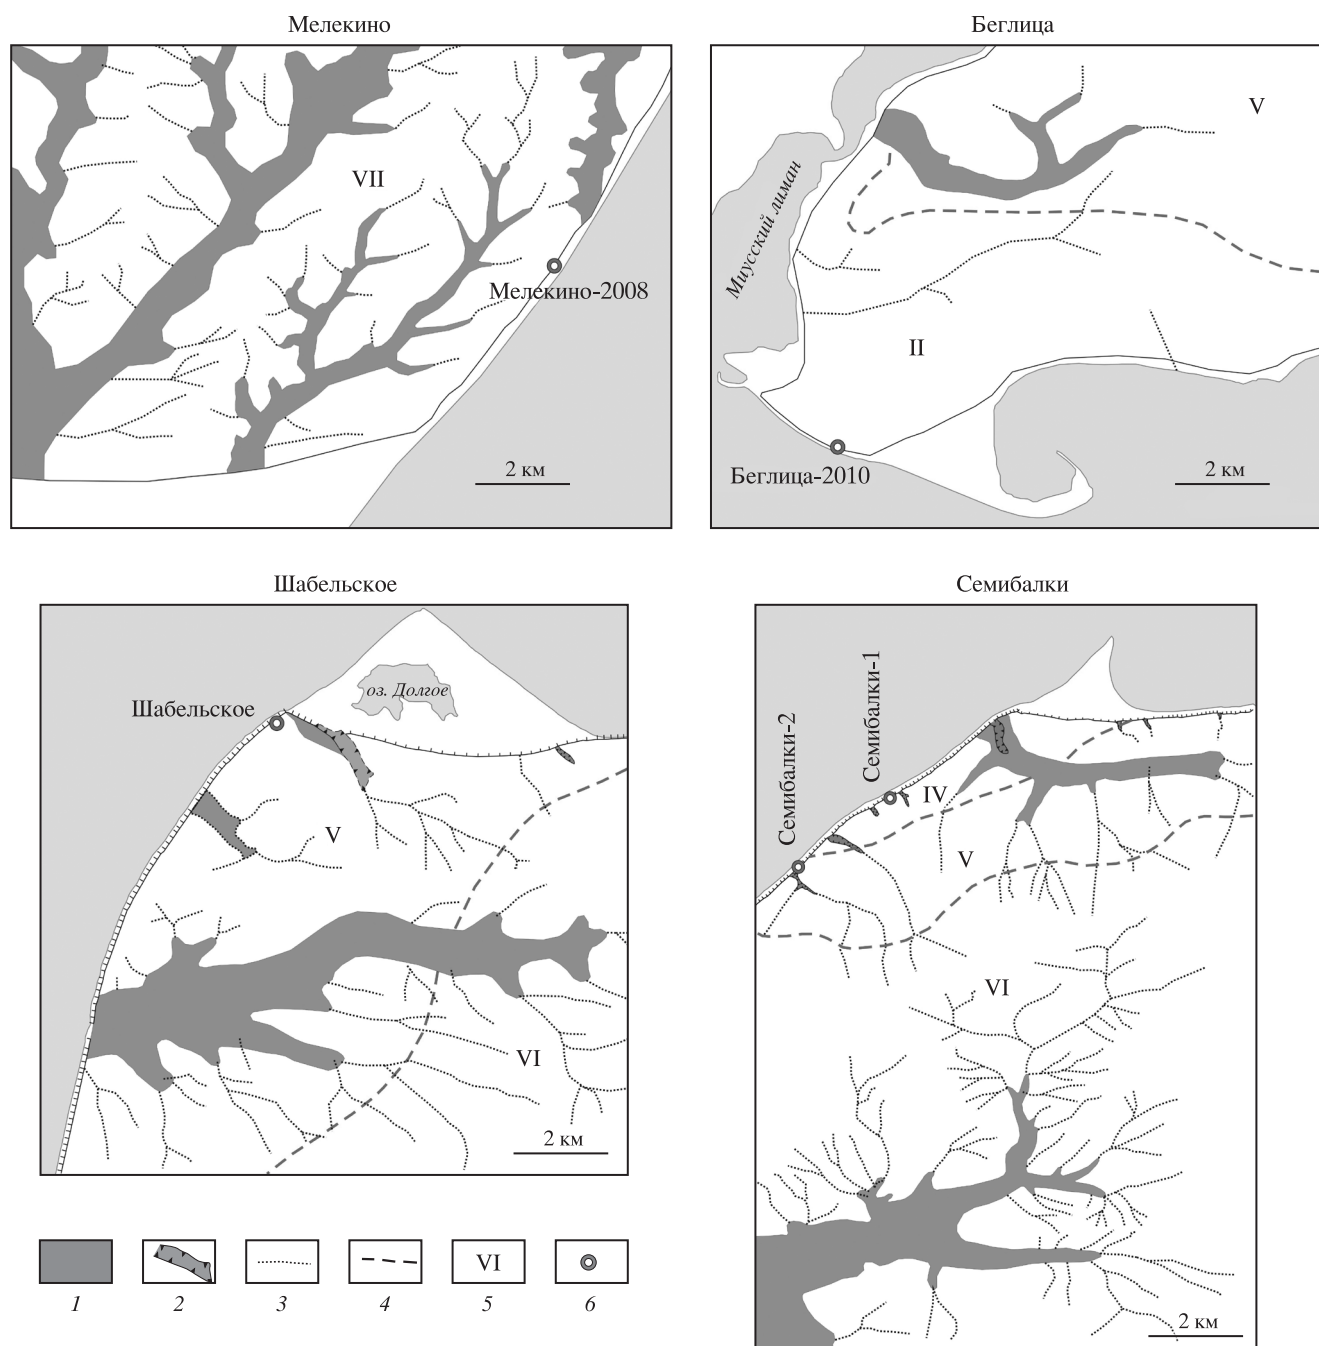 Мелекино
Беглица
VII
Мелекино-2008
2 км
V
Миусский лиман
II
Беглица-2010
2 км
Шабельское
Семибалки
Шабельское
оз. Долгое
V
VI
2 км
Семибалки-2
Семибалки-1
IV
V
VI
2 км
VI
1 2 3 4 5 6